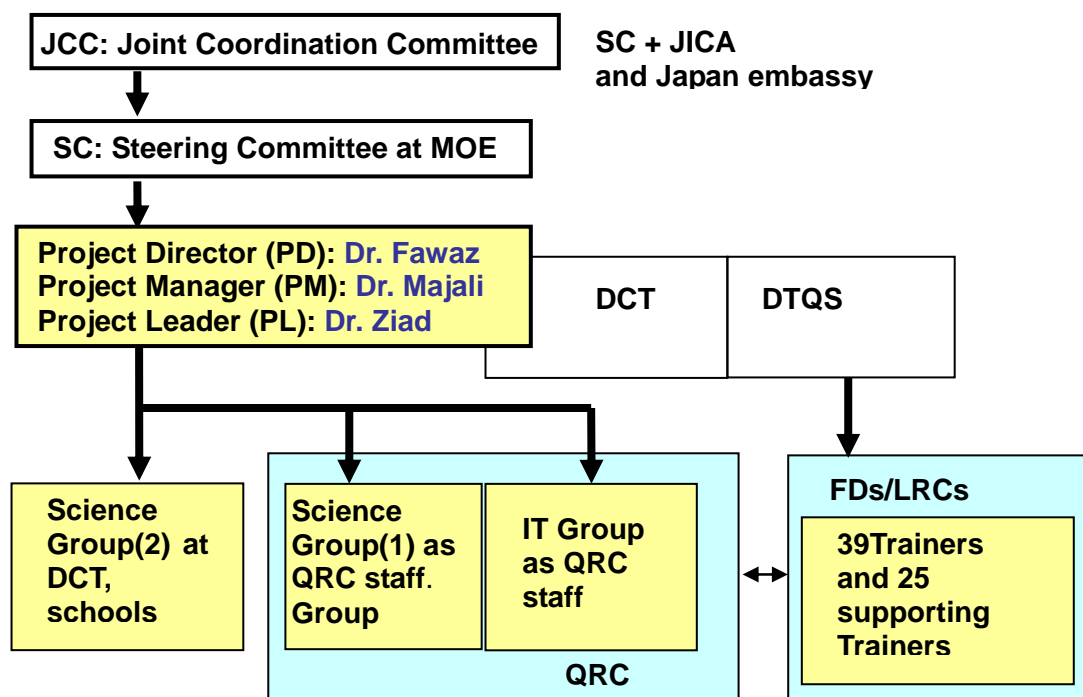 JCC: Joint Coordination Committee
SC + JICA
and Japan embassy
SC: Steering Committee at MOE
Project Director (PD): Dr. Fawaz
Project Manager (PM): Dr. Majali
Project Leader (PL): Dr. Ziad
DCT
DTQS
Science
Group(2) at
DCT,
schools
Science
Group(1) as
QRC staff.
Group
IT Group
as QRC
staff
QRC
FDs/LRCs
39Trainers
and 25
supporting
Trainers